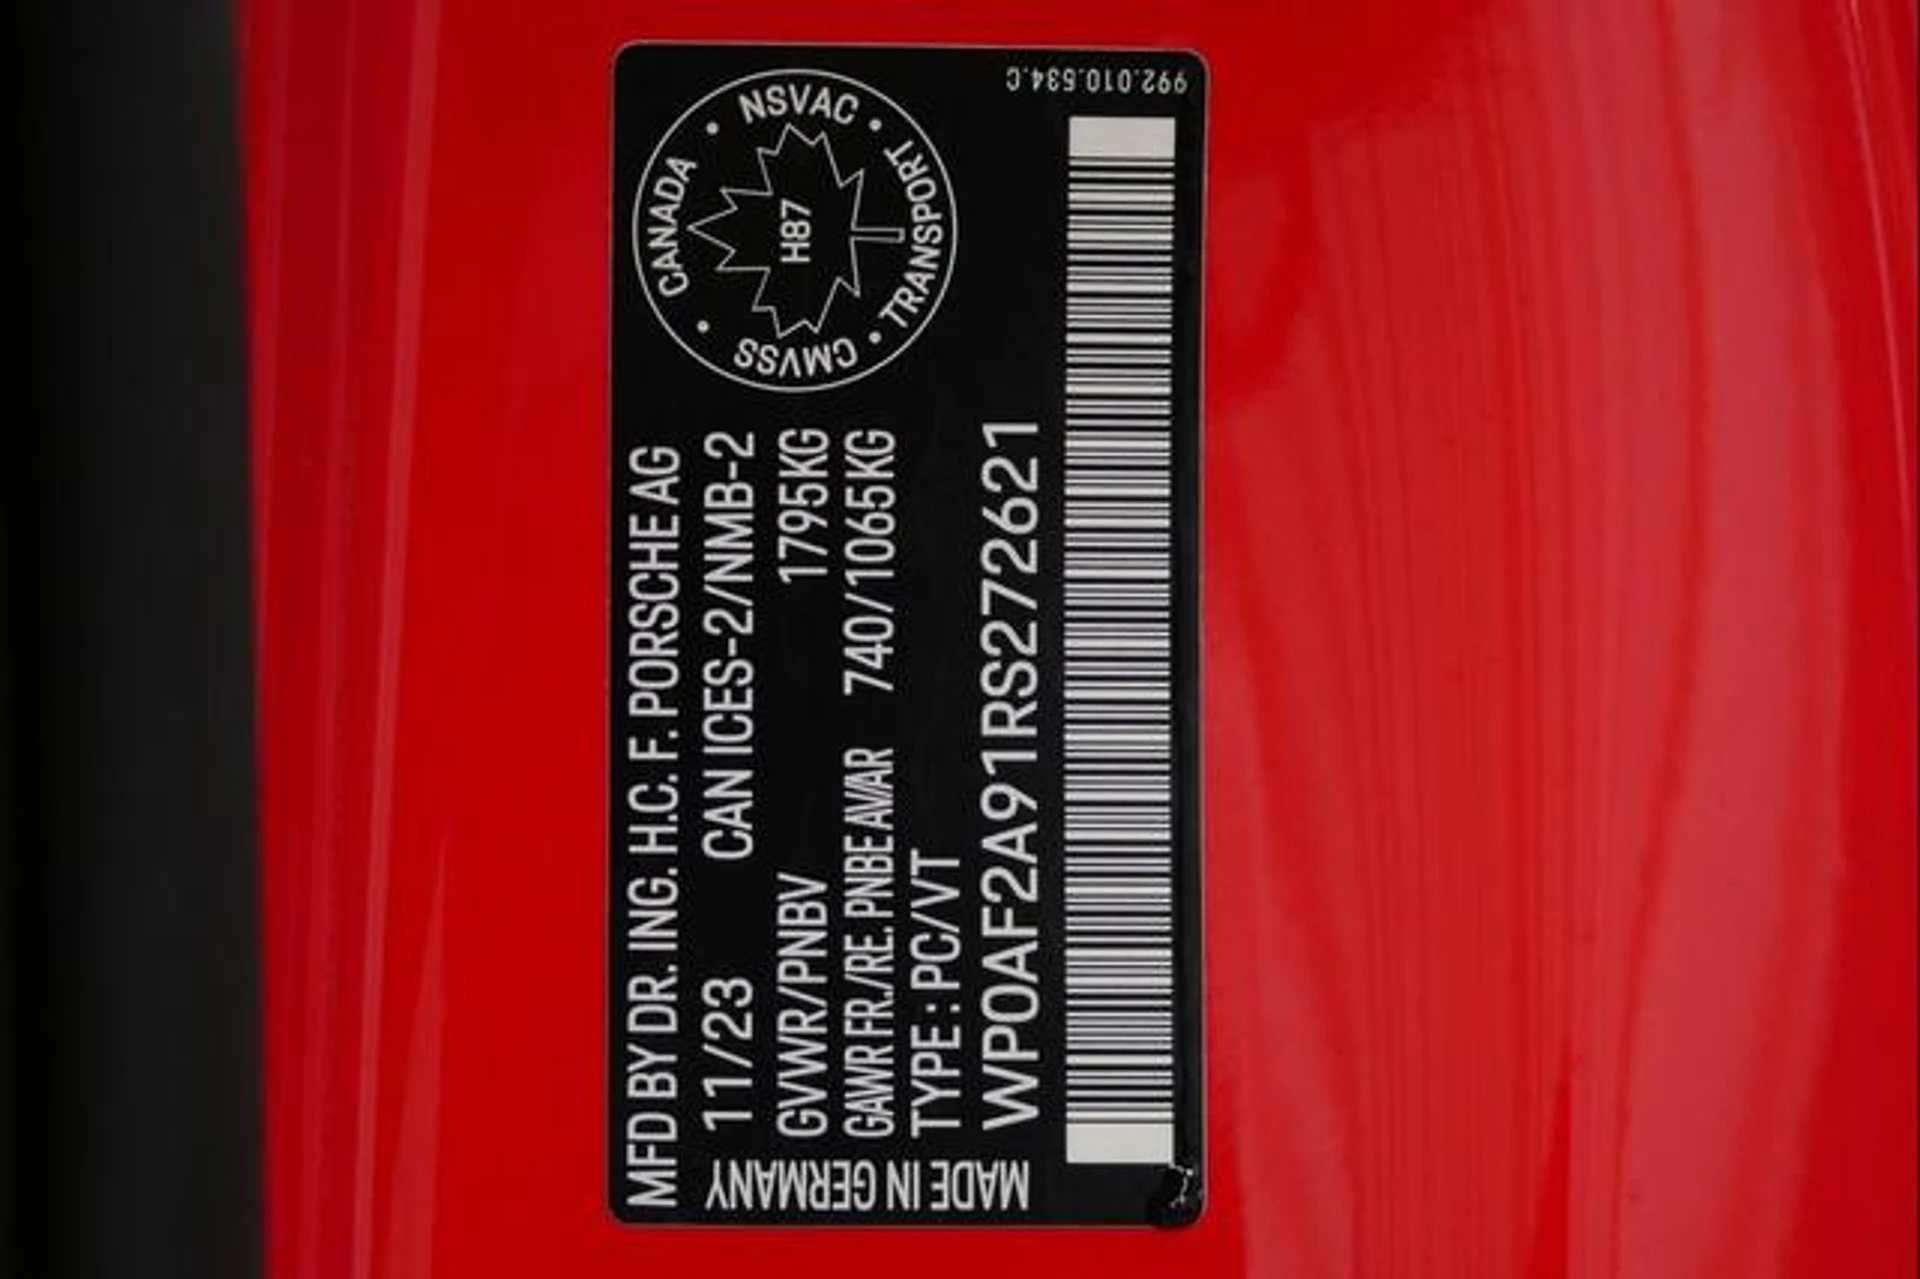 MFD BY DR. ING. H.C. F. PORSCHE AG
11/23 CAN ICES-2/NMB-2
GVWR/PNBV 1795KG
GAWR FR./RE. PNBE AV/AR 740/1065KG
TYPE : PC/VT
WP0AF2A91RS272621
MADE IN GERMANY
CANADA • NSVAC • TRANSPORT • CMVSS •
H87
992.010.534.C